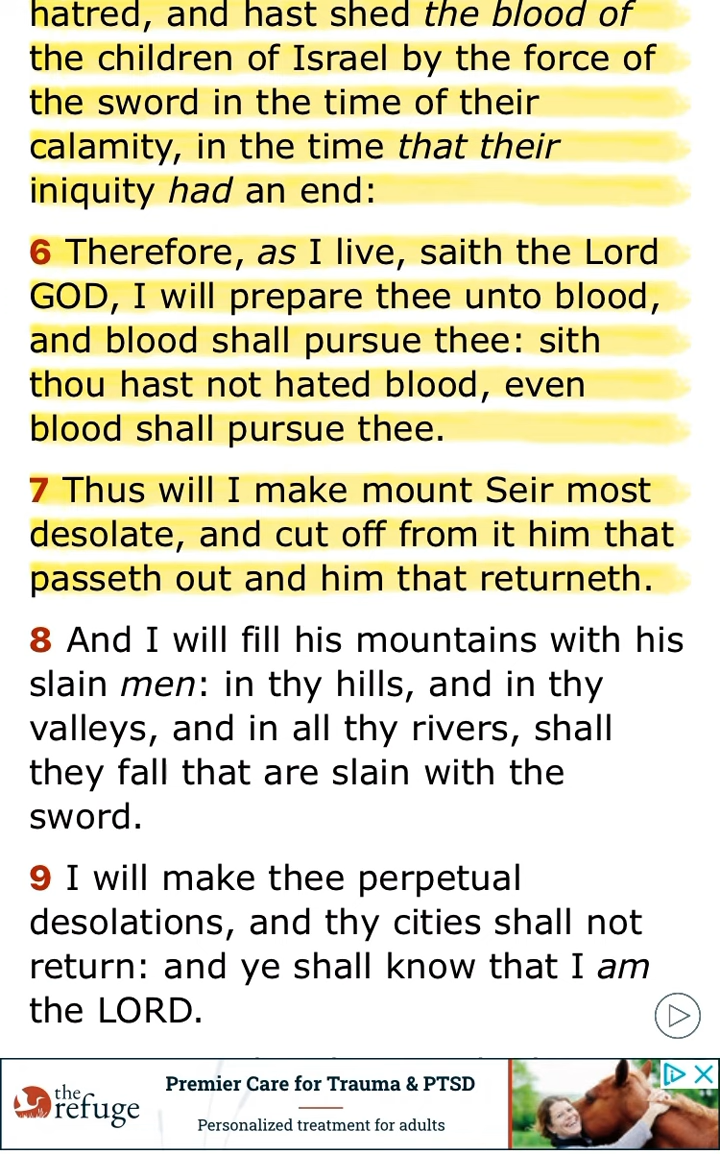 hatred, and hast shed the blood of
the children of Israel by the force of
the sword in the time of their
calamity, in the time that their
iniquity had an end:
6 Therefore, as I live, saith the Lord
GOD, I will prepare thee unto blood,
and blood shall pursue thee: sith
thou hast not hated blood, even
blood shall pursue thee.
7 Thus will I make mount Seir most
desolate, and cut off from it him that
passeth out and him that returneth.
8 And I will fill his mountains with his
slain men: in thy hills, and in thy
valleys, and in all thy rivers, shall
they fall that are slain with the
sword.
9 I will make thee perpetual
desolations, and thy cities shall not
return: and ye shall know that I am
the LORD.
the refuge
Premier Care for Trauma & PTSD
Personalized treatment for adults